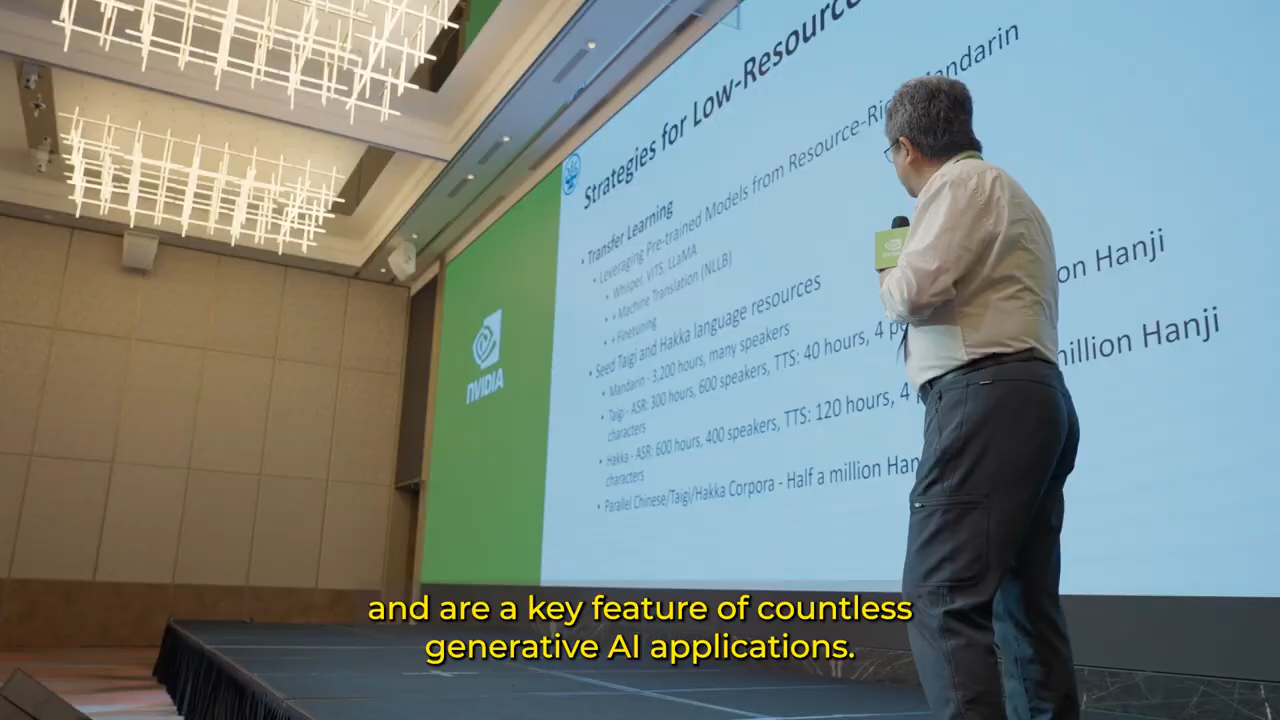 Strategies for Low-Resource
• Transfer Learning
• Leveraging Pre-trained Models from Resource-Ric Mandarin
• Whisper, VITS, LLaMA
• + Machine Translation (NLLB)
• + Finetuning
• Seed Taigi and Hakka language resources
• Mandarin - 3,200 hours, many speakers
• Taigi - ASR: 300 hours, 600 speakers, TTS: 40 hours, 4 on Hanji
characters
• Hakka - ASR: 600 hours, 400 speakers, TTS: 120 hours, 4 million Hanji
characters
• Parallel Chinese/Taigi/Hakka Corpora - Half a million Han
NVIDIA
and are a key feature of countless
generative AI applications.